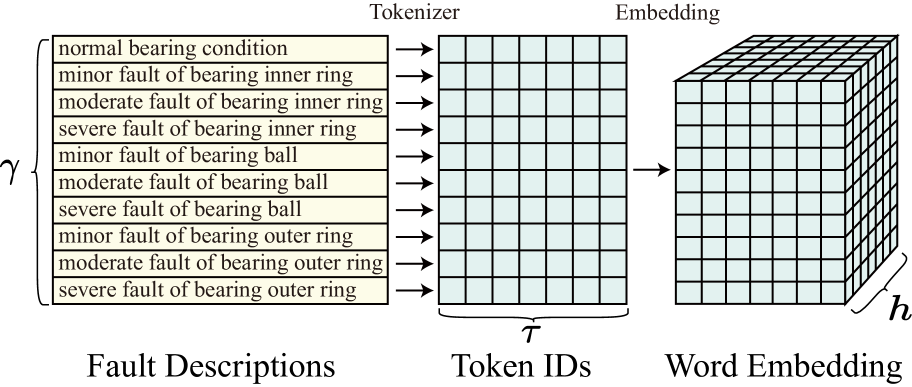 Tokenizer
Embedding
normal bearing condition
minor fault of bearing inner ring
moderate fault of bearing inner ring
severe fault of bearing inner ring
minor fault of bearing ball
moderate fault of bearing ball
severe fault of bearing ball
minor fault of bearing outer ring
moderate fault of bearing outer ring
severe fault of bearing outer ring
γ
τ
h
Fault Descriptions
Token IDs
Word Embedding